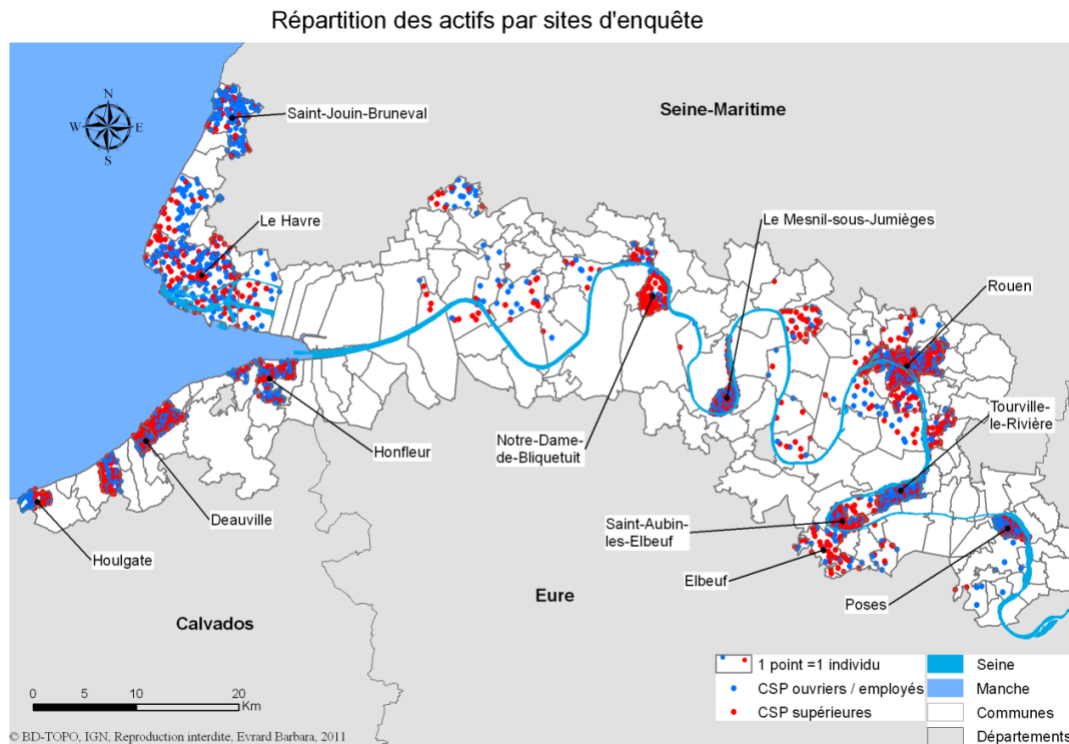 Répartition des actifs par sites d'enquête
N
W
E
S
Saint-Jouin-Bruneval
Seine-Maritime
Le Havre
Le Mesnil-sous-Jumièges
Rouen
Tourville-
le-Rivière
Notre-Dame-
de-Bliquetuit
Honfleur
Deauville
Houlgate
Saint-Aubin-
les-Elbeuf
Elbeuf
Poses
Eure
Calvados
1 point =1 individu
CSP ouvriers / employés
CSP supérieures
Seine
Manche
Communes
Départements
0 5 10 20
Km
© BD-TOPO, IGN, Reproduction interdite, Evrard Barbara, 2011